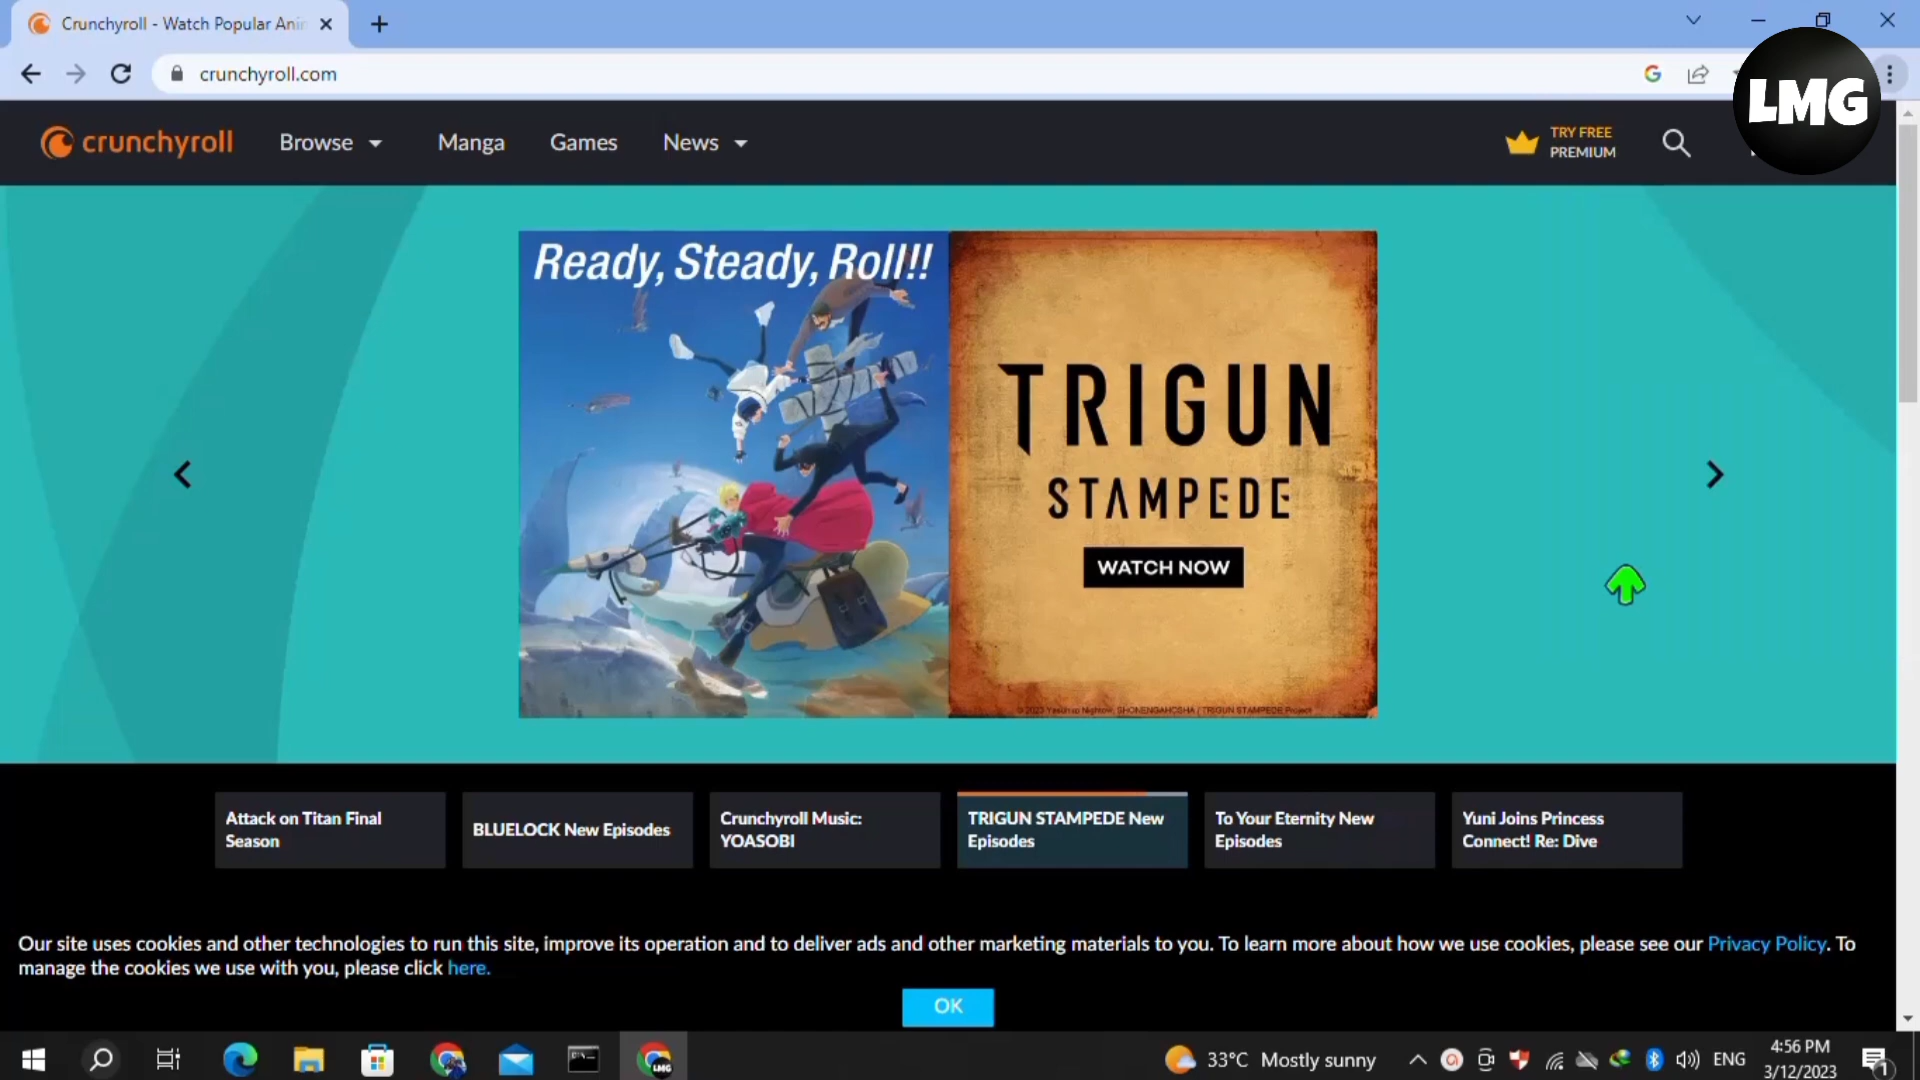 Crunchyroll - Watch Popular Ani
crunchyroll.com
LMG
crunchyroll
Browse
Manga
Games
News
TRY FREE
PREMIUM
Ready, Steady, Roll!!
TRIGUN
STAMPEDE
WATCH NOW
Attack on Titan Final
Season
BLUELOCK New Episodes
Crunchyroll Music:
YOASOBI
TRIGUN STAMPEDE New
Episodes
To Your Eternity New
Episodes
Yuni Joins Princess
Connect! Re: Dive
Our site uses cookies and other technologies to run this site, improve its operation and to deliver ads and other marketing materials to you. To learn more about how we use cookies, please see our Privacy Policy. To
manage the cookies we use with you, please click here.
OK
LMG
33°C Mostly sunny
ENG
4:56 PM
3/12/2023
1